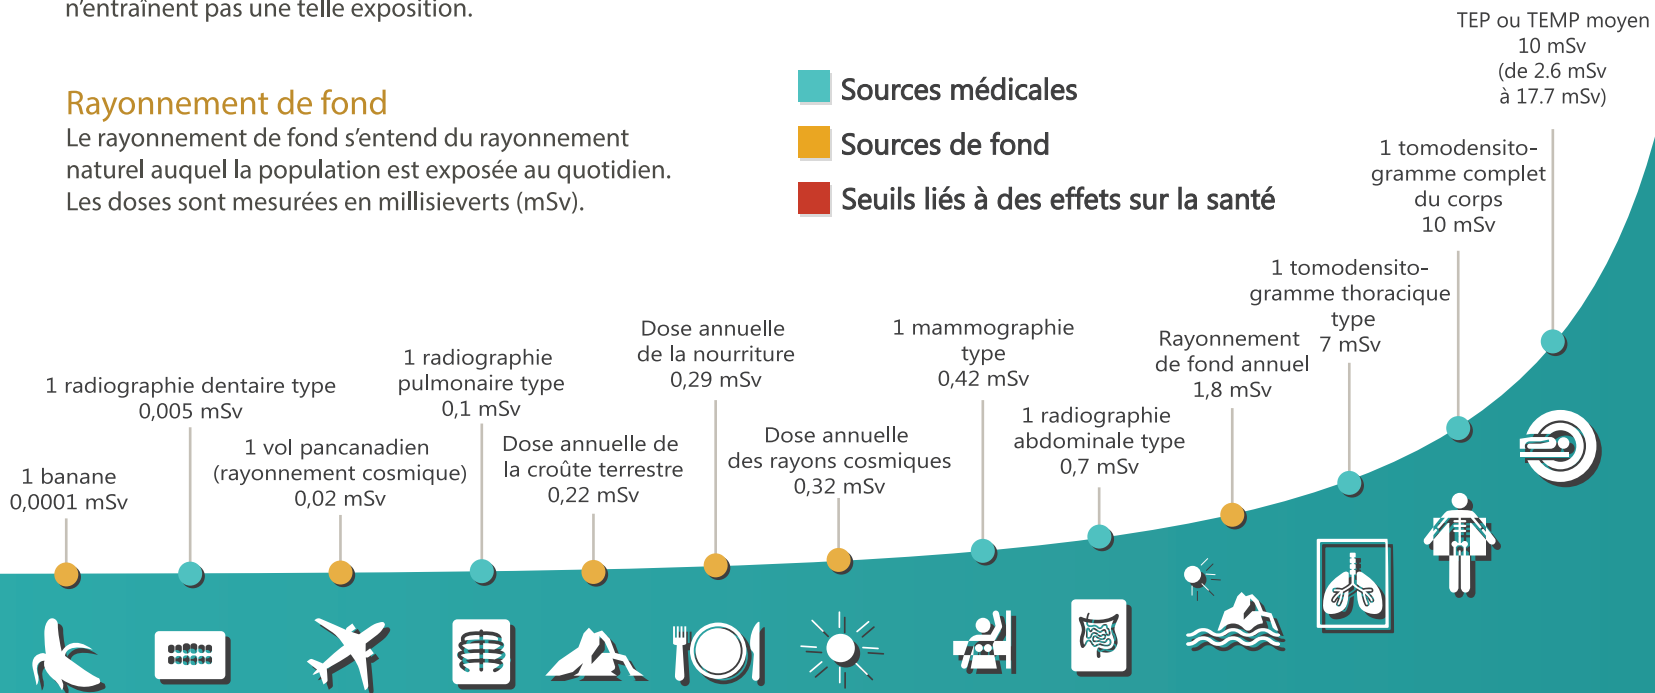 n’entraînent pas une telle exposition.
Rayonnement de fond
Le rayonnement de fond s’entend du rayonnement
naturel auquel la population est exposée au quotidien.
Les doses sont mesurées en millisieverts (mSv).
Sources médicales
Sources de fond
Seuils liés à des effets sur la santé
1 banane
0,0001 mSv
1 radiographie dentaire type
0,005 mSv
1 vol pancanadien
(rayonnement cosmique)
0,02 mSv
1 radiographie
pulmonaire type
0,1 mSv
Dose annuelle de
la croûte terrestre
0,22 mSv
Dose annuelle
de la nourriture
0,29 mSv
Dose annuelle
des rayons cosmiques
0,32 mSv
1 mammographie
type
0,42 mSv
1 radiographie
abdominale type
0,7 mSv
Rayonnement
de fond annuel
1,8 mSv
1 tomodensito-
gramme thoracique
type
7 mSv
1 tomodensito-
gramme complet
du corps
10 mSv
TEP ou TEMP moyen
10 mSv
(de 2.6 mSv
à 17.7 mSv)